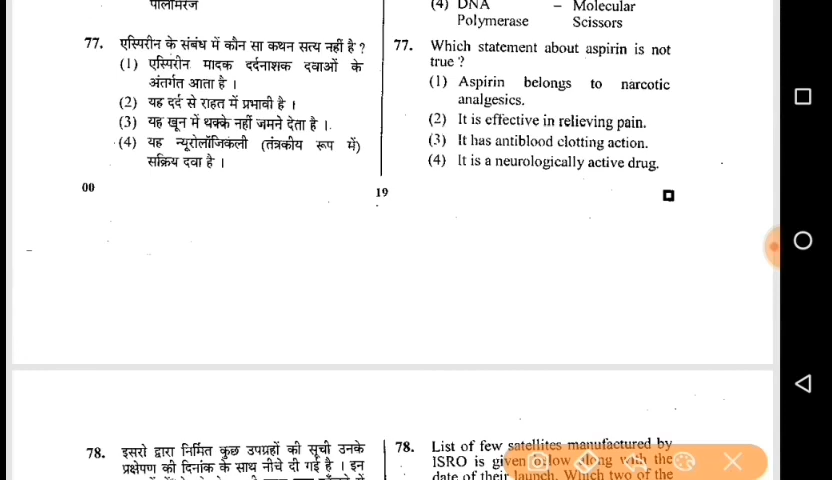 पॉलीमरेज
77. एस्पिरीन के संबंध में कौन सा कथन सत्य नहीं है ?
(1) एस्पिरीन मादक दर्दनाशक दवाओं के
अंतर्गत आता है ।
(2) यह दर्द से राहत में प्रभावी है ।
(3) यह खून में थक्के नहीं जमने देता है ।
(4) यह न्यूरोलॉजिकली (तंत्रकीय रूप में)
सक्रिय दवा है ।
00
(4) DNA – Molecular
Polymerase Scissors
77. Which statement about aspirin is not
true ?
(1) Aspirin belongs to narcotic
analgesics.
(2) It is effective in relieving pain.
(3) It has antiblood clotting action.
(4) It is a neurologically active drug.
19
78. इसरो द्वारा निर्मित कुछ उपग्रहों की सूची उनके
प्रक्षेपण की दिनांक के साथ नीचे दी गई है । इन
78. List of few satellites manufactured by
ISRO is given below along with the
date of their launch. Which two of the